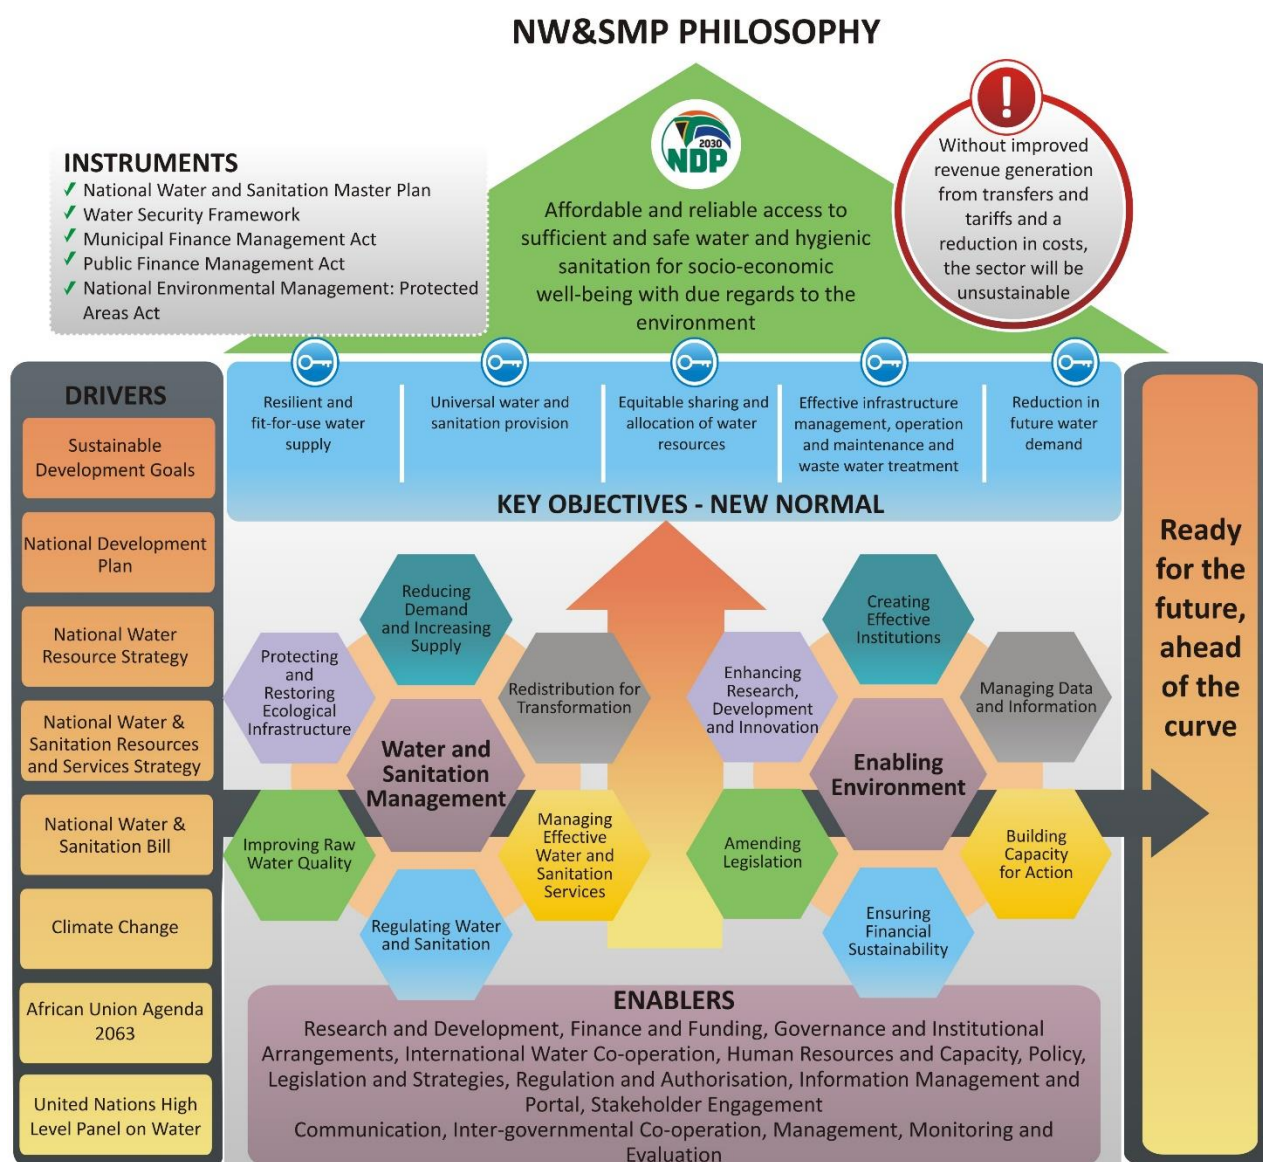 NW&SMP PHILOSOPHY
INSTRUMENTS
National Water and Sanitation Master Plan
Water Security Framework
Municipal Finance Management Act
Public Finance Management Act
National Environmental Management: Protected
Areas Act
2030
NDP
Affordable and reliable access to
sufficient and safe water and hygienic
sanitation for socio-economic
well-being with due regards to the
environment
!
Without improved
revenue generation
from transfers and
tariffs and a
reduction in costs,
the sector will be
unsustainable
DRIVERS
Sustainable
Development Goals
National Development
Plan
National Water
Resource Strategy
National Water &
Sanitation Resources
and Services Strategy
National Water &
Sanitation Bill
Climate Change
African Union Agenda
2063
United Nations High
Level Panel on Water
Resilient and
fit-for-use water
supply
Universal water and
sanitation provision
Equitable sharing and
allocation of water
resources
Effective infrastructure
management, operation
and maintenance and
waste water treatment
Reduction in
future water
demand
KEY OBJECTIVES - NEW NORMAL
Reducing
Demand
and Increasing
Supply
Protecting
and
Restoring
Ecological
Infrastructure
Redistribution for
Transformation
Water and
Sanitation
Management
Improving Raw
Water Quality
Managing
Effective
Water and
Sanitation
Services
Regulating Water
and Sanitation
Creating
Effective
Institutions
Enhancing
Research,
Development
and Innovation
Managing Data
and Information
Enabling
Environment
Amending
Legislation
Building
Capacity
for Action
Ensuring
Financial
Sustainability
Ready
for the
future,
ahead
of the
curve
ENABLERS
Research and Development, Finance and Funding, Governance and Institutional
Arrangements, International Water Co-operation, Human Resources and Capacity, Policy,
Legislation and Strategies, Regulation and Authorisation, Information Management and
Portal, Stakeholder Engagement
Communication, Inter-governmental Co-operation, Management, Monitoring and
Evaluation